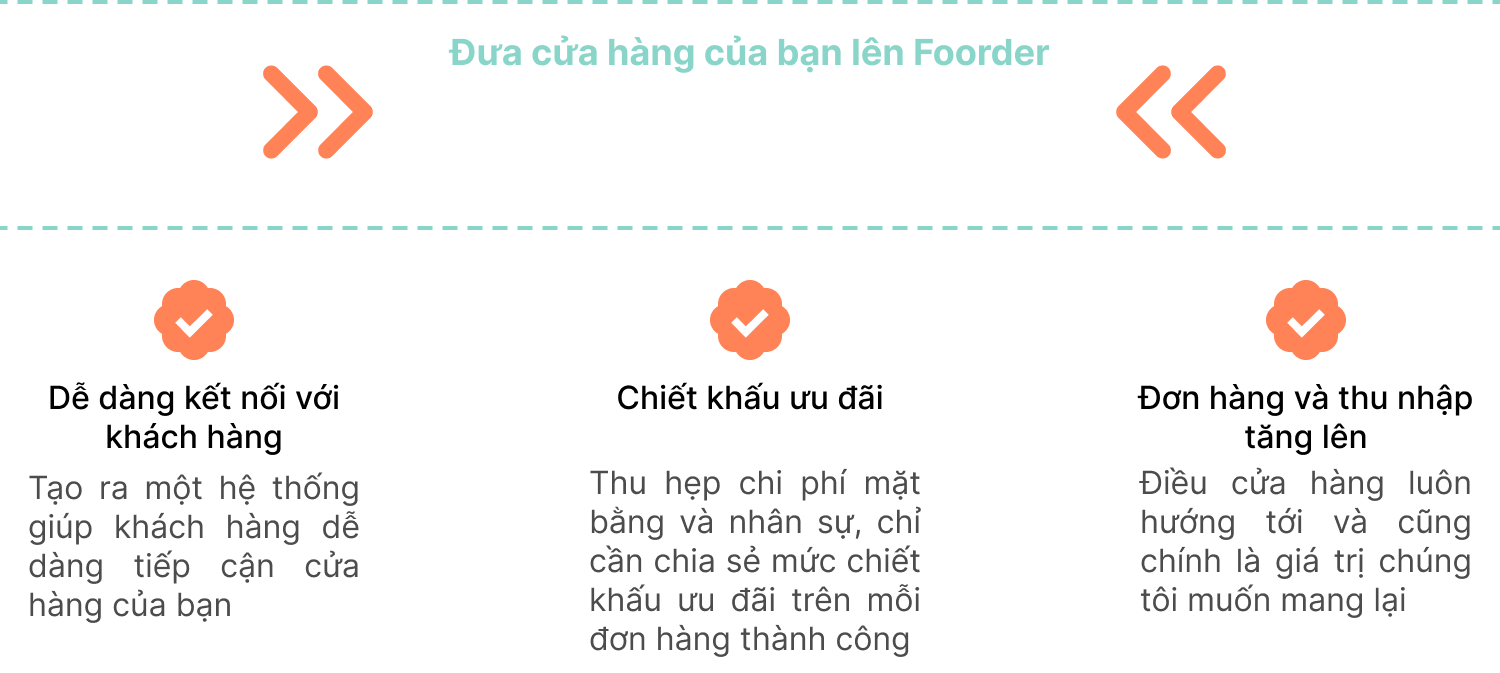 Đưa cửa hàng của bạn lên Foorder
Dễ dàng kết nối với
khách hàng
Tạo ra một hệ thống
giúp khách hàng dễ
dàng tiếp cận cửa
hàng của bạn
Chiết khấu ưu đãi
Thu hẹp chi phí mặt
bằng và nhân sự, chỉ
cần chia sẻ mức chiết
khấu ưu đãi trên mỗi
đơn hàng thành công
Đơn hàng và thu nhập
tăng lên
Điều cửa hàng luôn
hướng tới và cũng
chính là giá trị chúng
tôi muốn mang lại